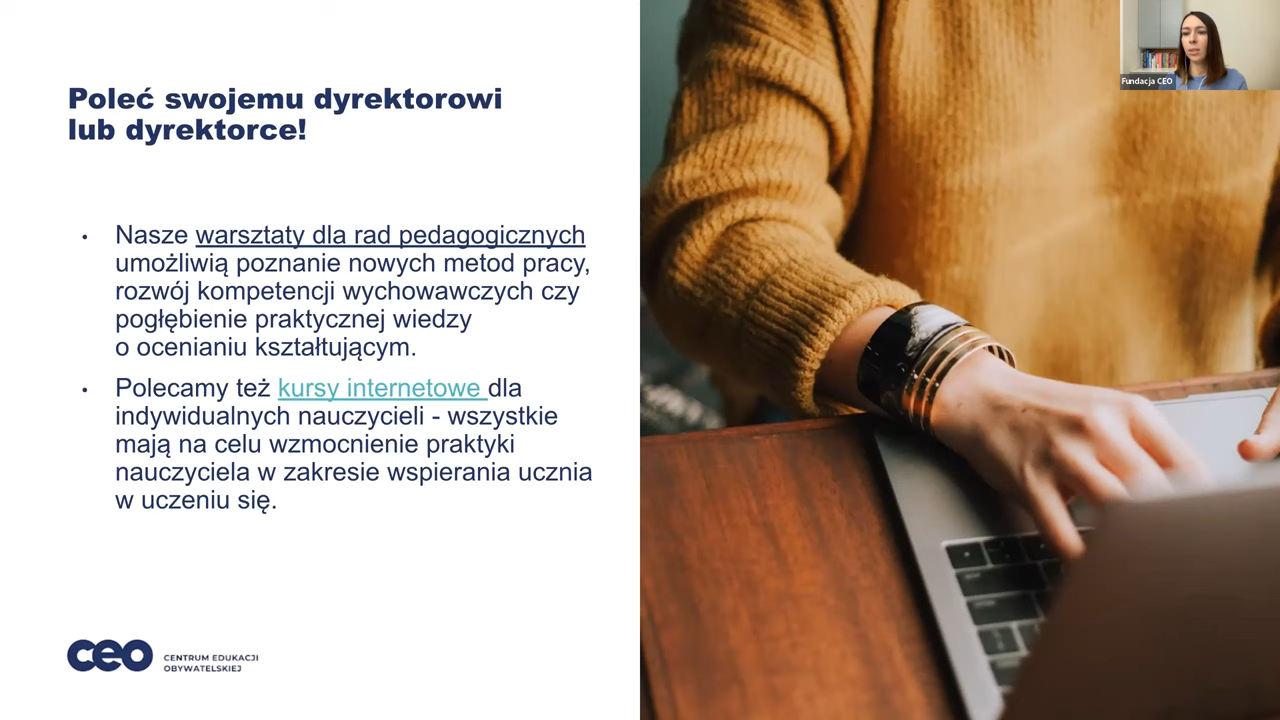 Poleć swojemu dyrektorowi
lub dyrektorce!
• Nasze warsztaty dla rad pedagogicznych
umożliwią poznanie nowych metod pracy,
rozwój kompetencji wychowawczych czy
pogłębienie praktycznej wiedzy
o ocenianiu kształtującym.
• Polecamy też kursy internetowe dla
indywidualnych nauczycieli - wszystkie
mają na celu wzmocnienie praktyki
nauczyciela w zakresie wspierania ucznia
w uczeniu się.
ceo CENTRUM EDUKACJI
OBYWATELSKIEJ
Fundacja CEO